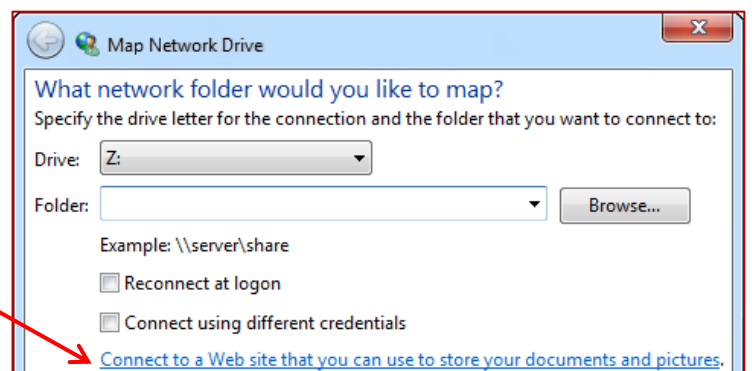 Map Network Drive
What network folder would you like to map?
Specify the drive letter for the connection and the folder that you want to connect to:
Drive: Z:
Folder: Browse...
Example: \\server\share
Reconnect at logon
Connect using different credentials
Connect to a Web site that you can use to store your documents and pictures.